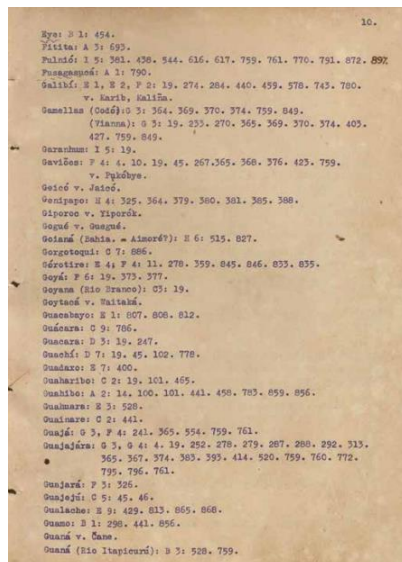 10.
Eye: B 1: 454.
Fitita: A 3: 693.
Fulnió: I 5: 381. 438. 544. 616. 617. 759. 761. 770. 791. 872. 897.
Fusagasucá: A 1: 790.
Galibí: E 1, E 2, F 2: 19. 274. 284. 440. 459. 578. 743. 780.
v. Karib, Kaliña.
Gamellas (Codó):G 3: 364. 369. 370. 374. 759. 849.
(Vianna): G 3: 19. 233. 270. 365. 369. 370. 374. 403.
427. 759. 849.
Garanhum: I 5: 19.
Gaviões: F 4: 4. 10. 19. 45. 267.365. 368. 376. 423. 759.
v. Pukóbye.
Geicó v. Jaicó.
Genipapo: H 4: 325. 364. 379. 380. 381. 385. 388.
Giporoc v. Yiporók.
Gogué v. Guegué.
Goianá (Bahia. = Aimoré?): E 6: 515. 827.
Gorgotoqui: C 7: 886.
Górotire: E 4; F 4: 11. 278. 359. 845. 846. 833. 835.
Goyá: F 6: 19. 373. 377.
Goyana (Rio Branco): C3: 19.
Goytacá v. Waitaká.
Guacabayo: E 1: 807. 808. 812.
Guácara: C 9: 786.
Guacara: D 3: 19. 247.
Guachí: D 7: 19. 45. 102. 778.
Guadaxo: E 7: 400.
Guaharibo: C 2: 19. 101. 465.
Guahibo: A 2: 14. 100. 101. 441. 458. 783. 859. 856.
Guahuara: E 3: 528.
Guainare: C 2: 441.
Guajá: G 3, F 4: 241. 365. 554. 759. 761.
Guajajára: G 3, G 4: 4. 19. 252. 278. 279. 287. 288. 292. 313.
365. 367. 374. 383. 393. 414. 520. 759. 760. 772.
795. 796. 761.
Guajará: F 3: 326.
Guajejú: C 5: 45. 46.
Gualache: E 9: 429. 813. 865. 868.
Guamo: B 1: 298. 441. 856.
Guaná v. Čane.
Guaná (Rio Itapicurú): B 3: 528. 759.